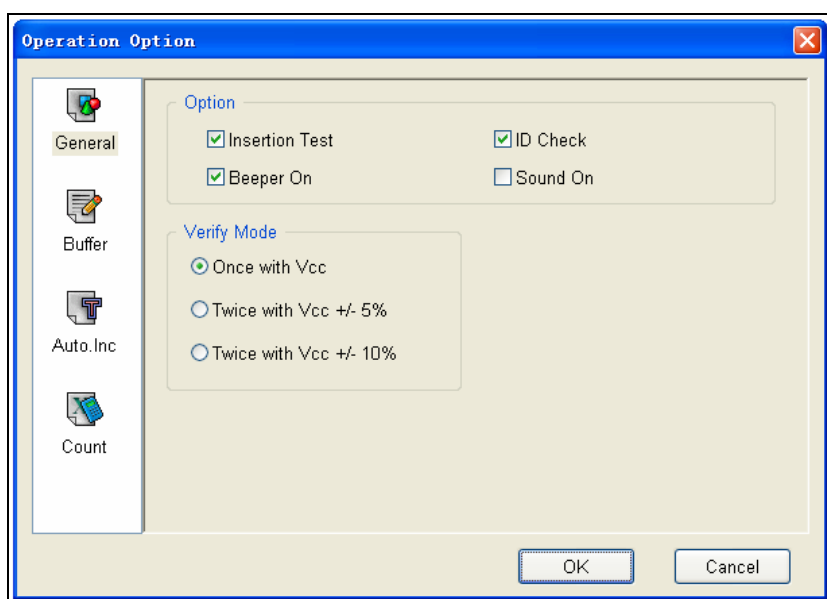 Operation Option
General
Buffer
Auto.Inc
Count
Option
Insertion Test
ID Check
Beeper On
Sound On
Verify Mode
Once with Vcc
Twice with Vcc +/- 5%
Twice with Vcc +/- 10%
OK
Cancel